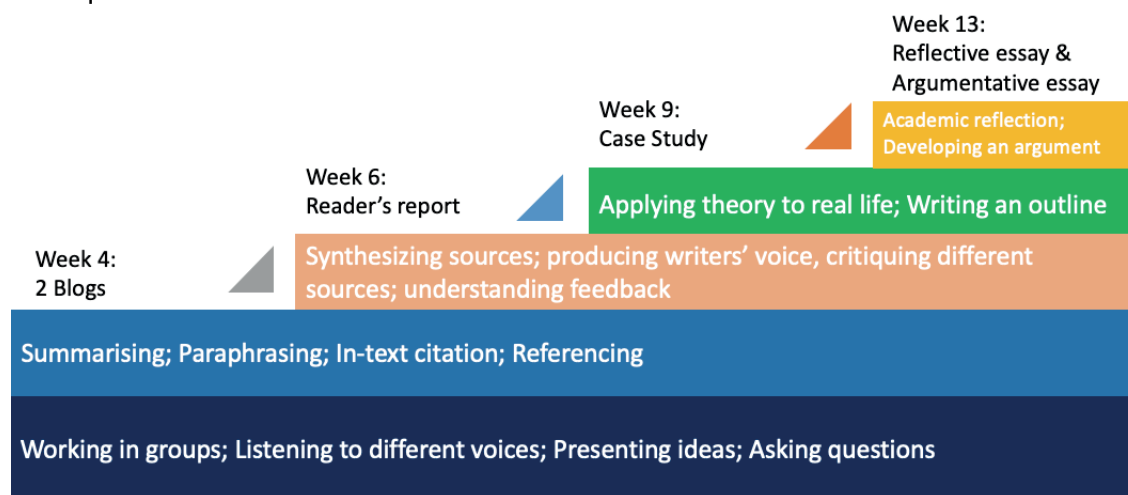 Week 13:
Reflective essay &
Argumentative essay
Academic reflection;
Developing an argument
Week 9:
Case Study
Applying theory to real life; Writing an outline
Week 6:
Reader's report
Synthesizing sources; producing writers' voice, critiquing different
sources; understanding feedback
Week 4:
2 Blogs
Summarising; Paraphrasing; In-text citation; Referencing
Working in groups; Listening to different voices; Presenting ideas; Asking questions